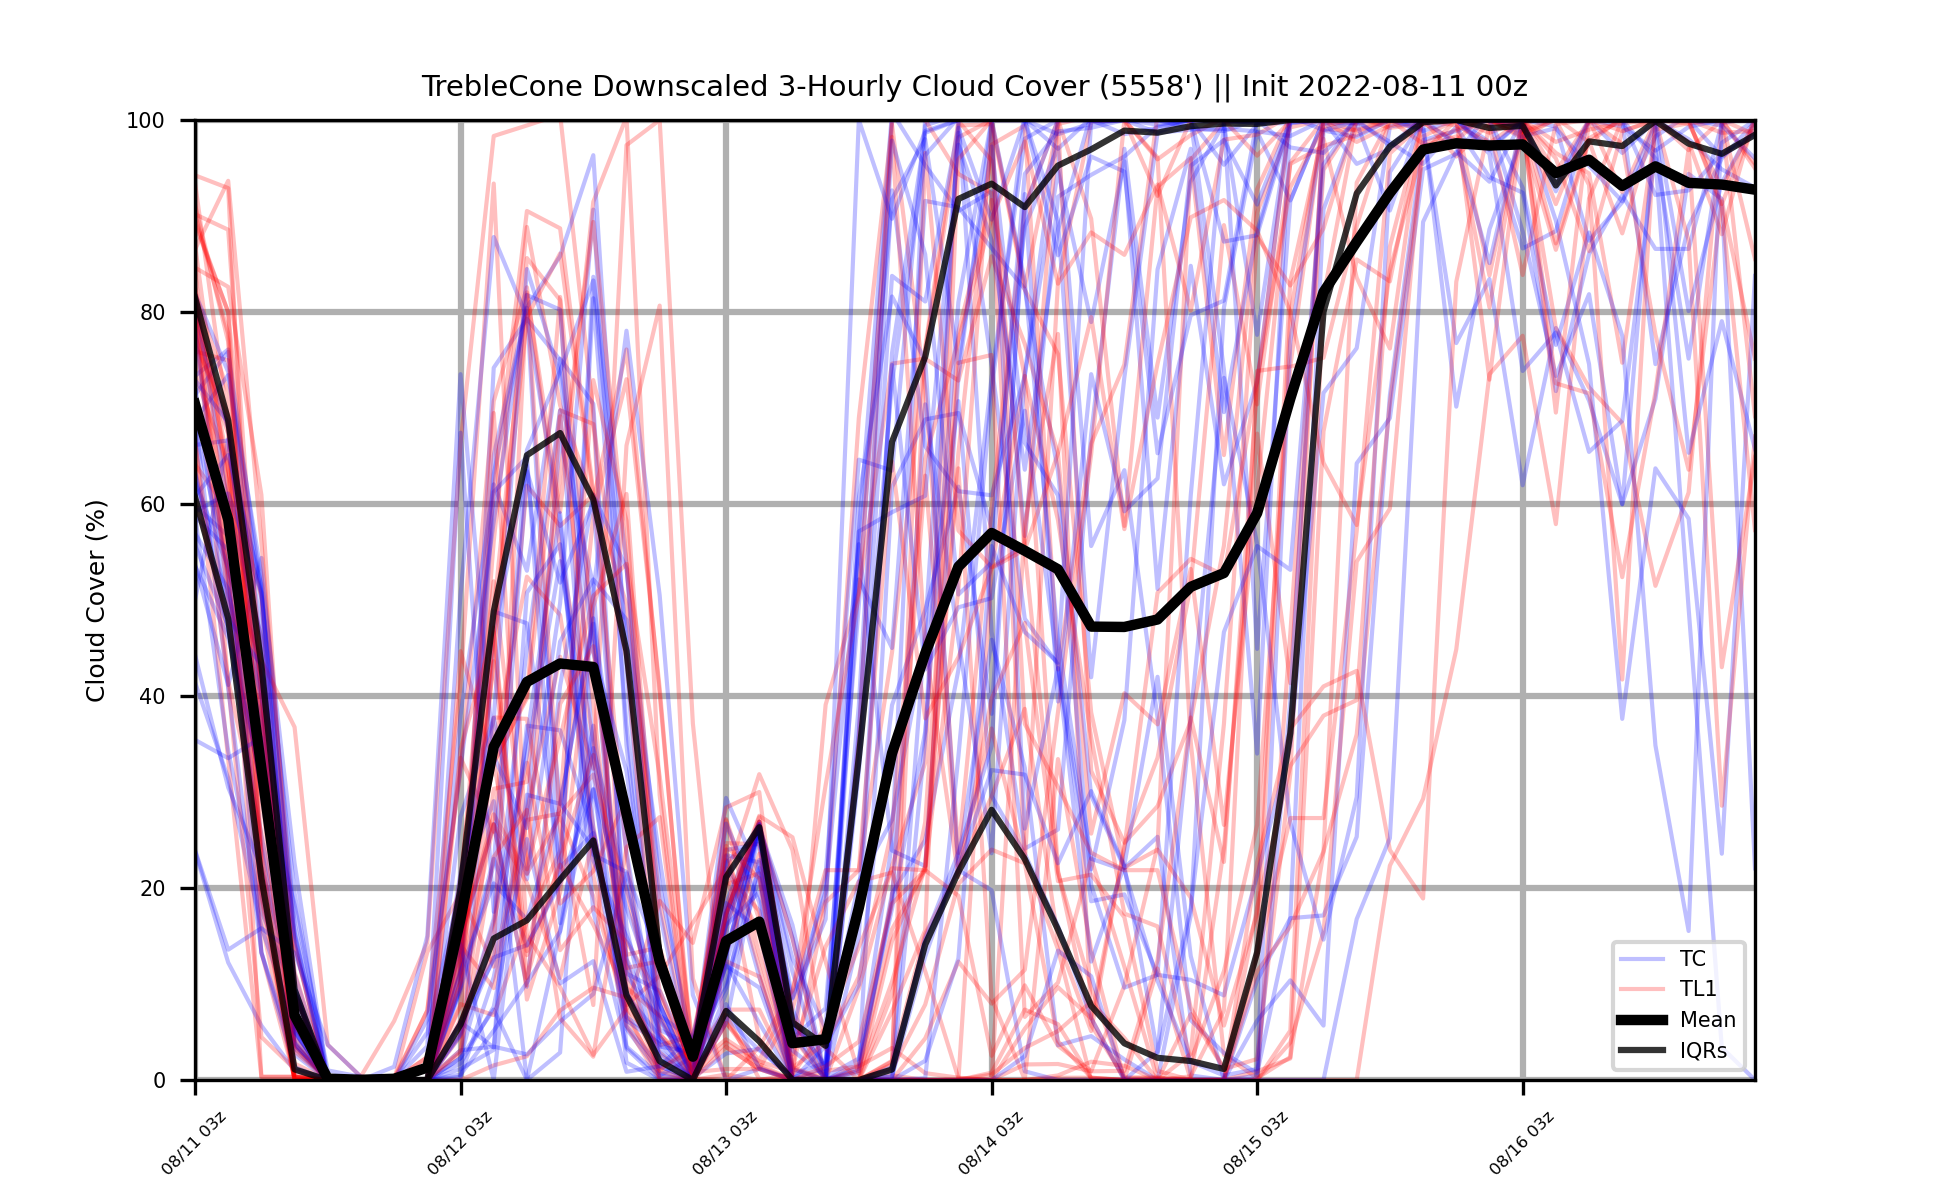 TrebleCone Downscaled 3-Hourly Cloud Cover (5558') || Init 2022-08-11 00z
Cloud Cover (%)
100
80
60
40
20
0
08/11 03z
08/12 03z
08/13 03z
08/14 03z
08/15 03z
08/16 03z
TC
TL1
Mean
IQRs